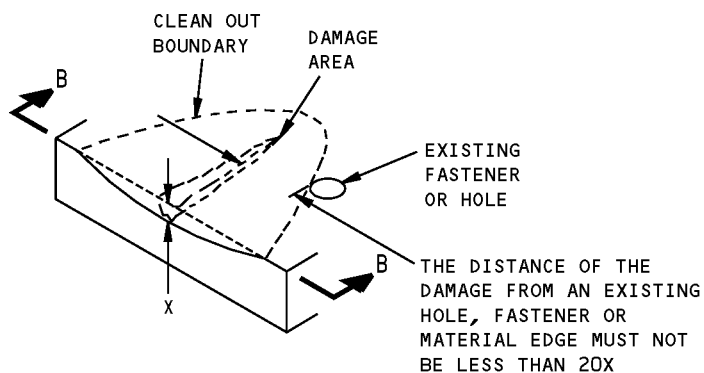 CLEAN OUT
BOUNDARY
DAMAGE
AREA
B
EXISTING
FASTENER
OR HOLE
B
THE DISTANCE OF THE
DAMAGE FROM AN EXISTING
HOLE, FASTENER OR
MATERIAL EDGE MUST NOT
BE LESS THAN 20X
X